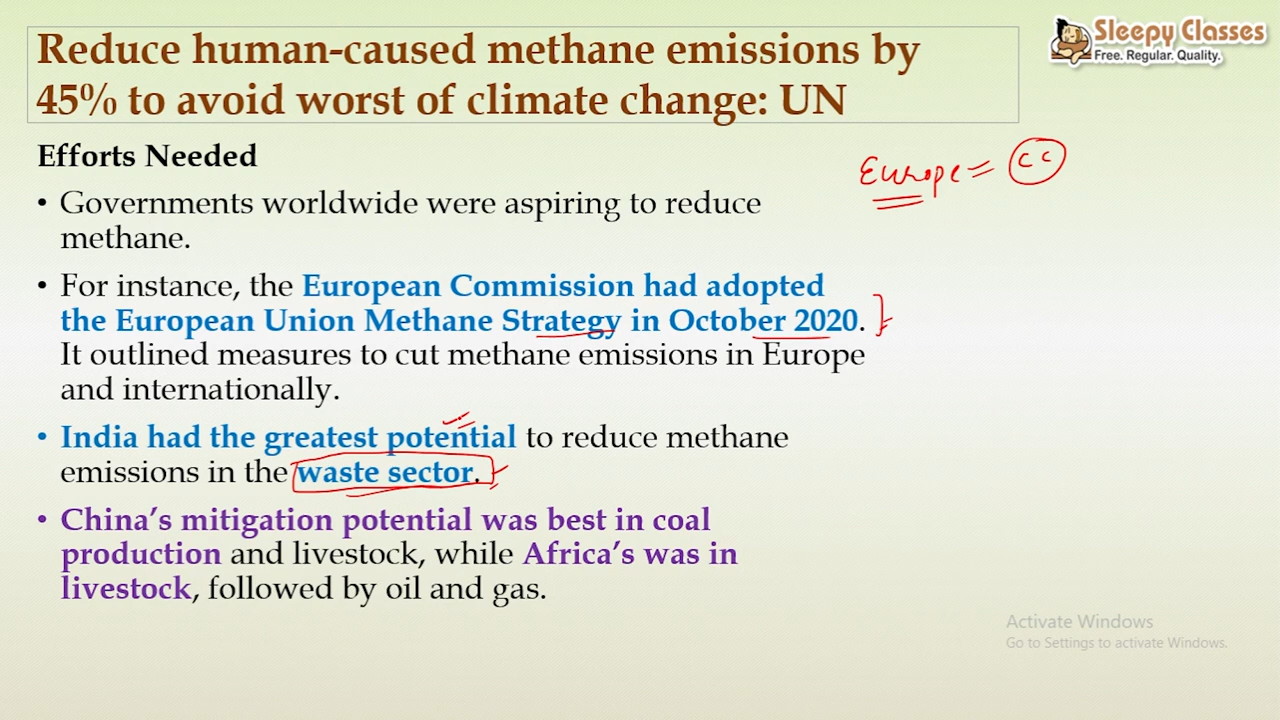 Sleepy Classes
Free. Regular. Quality.
Reduce human-caused methane emissions by
45% to avoid worst of climate change: UN
Efforts Needed
Europe = CC
• Governments worldwide were aspiring to reduce
methane.
• For instance, the European Commission had adopted
the European Union Methane Strategy in October 2020.
It outlined measures to cut methane emissions in Europe
and internationally.
• India had the greatest potential to reduce methane
emissions in the waste sector.
• China’s mitigation potential was best in coal
production and livestock, while Africa’s was in
livestock, followed by oil and gas.
Activate Windows
Go to Settings to activate Windows.